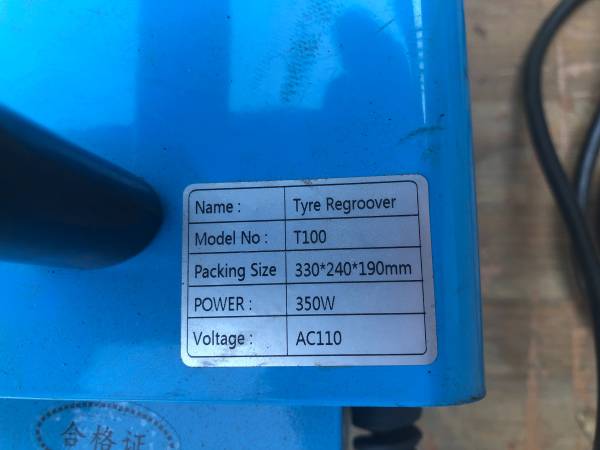 Name : Tyre Regroover
Model No : T100
Packing Size 330*240*190mm
POWER : 350W
Voltage : AC110
合格证